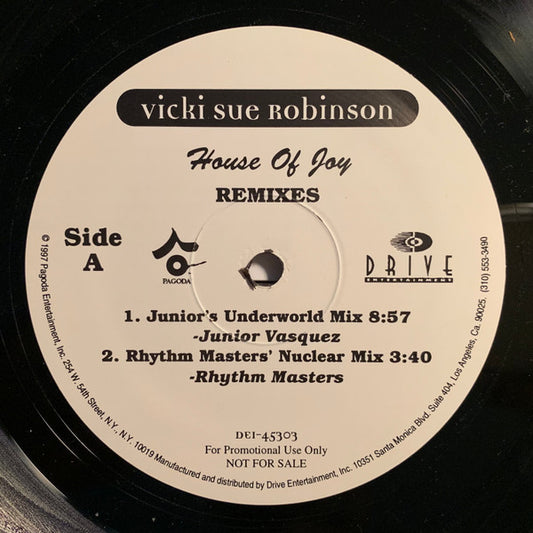 vicki sue Robinson
House Of Joy
REMIXES
Side
A
PAGODA
DRIVE
ENTERTAINMENT
1. Junior's Underworld Mix 8:57
-Junior Vasquez
2. Rhythm Masters' Nuclear Mix 3:40
-Rhythm Masters
DEI-45303
For Promotional Use Only
NOT FOR SALE
© 1997 Pagoda Entertainment, Inc. 254 W. 54th Street, N.Y., N.Y. 10019 Manufactured and distributed by Drive Entertainment, Inc. 10351 Santa Monica Blvd. Suite 404, Los Angeles, Ca. 90025. (310) 553-3490